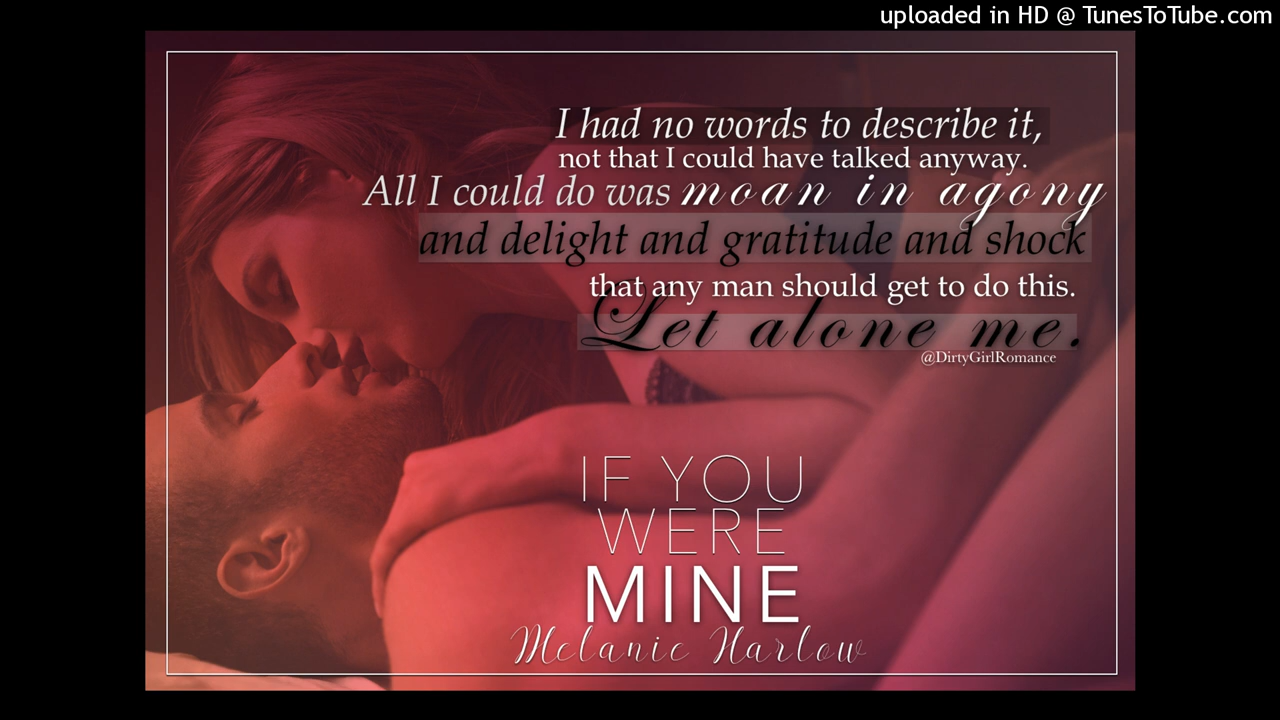 uploaded in HD @ TunesToTube.com
I had no words to describe it,
not that I could have talked anyway.
All I could do was moan in agony
and delight and gratitude and shock
that any man should get to do this.
Let alone me.
@DirtyGirlRomance
IF YOU
WERE
MINE
Melanie Harlow